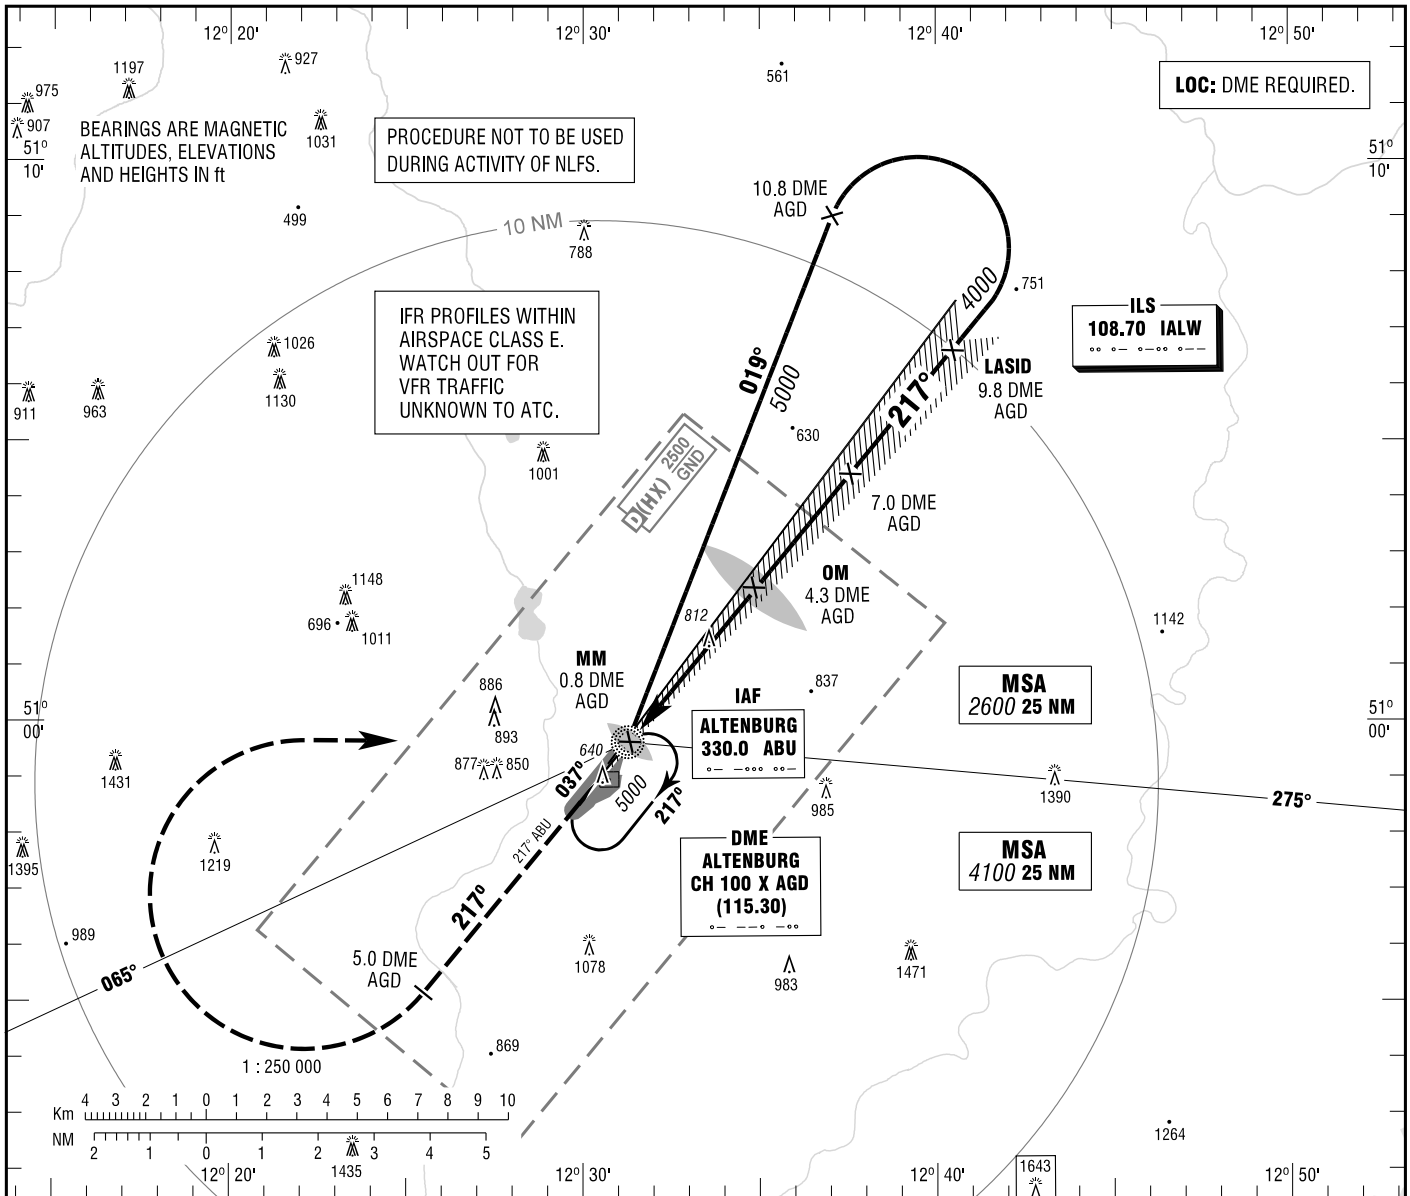 12° 20'
12° 30'
12° 40'
12° 50'
927
1197
975
907
1031
561
LOC: DME REQUIRED.
51°
10'
BEARINGS ARE MAGNETIC
ALTITUDES, ELEVATIONS
AND HEIGHTS IN ft
PROCEDURE NOT TO BE USED
DURING ACTIVITY OF NLFS.
51°
10'
10.8 DME
AGD
499
10 NM
788
751
4000
ILS
108.70 IALW
IFR PROFILES WITHIN
AIRSPACE CLASS E.
WATCH OUT FOR
VFR TRAFFIC
UNKNOWN TO ATC.
1026
1130
911
963
019°
5000
LASID
9.8 DME
AGD
217°
630
1001
D(HX) 2500
GND
7.0 DME
AGD
OM
4.3 DME
AGD
1148
696
1011
812
1142
MM
0.8 DME
AGD
837
886
893
IAF
ALTENBURG
330.0 ABU
MSA
2600 25 NM
51°
00'
51°
00'
640
877
850
1431
037°
5000
217°
985
1390
275°
1395
1219
217° ABU
DME
ALTENBURG
CH 100 X AGD
(115.30)
MSA
4100 25 NM
217°
989
065°
5.0 DME
AGD
1078
983
1471
869
1 : 250 000
Km
4 3 2 1 0 1 2 3 4 5 6 7 8 9 10
NM
2 1 0 1 2 3 4 5
1435
1264
1643
12° 20'
12° 30'
12° 40'
12° 50'